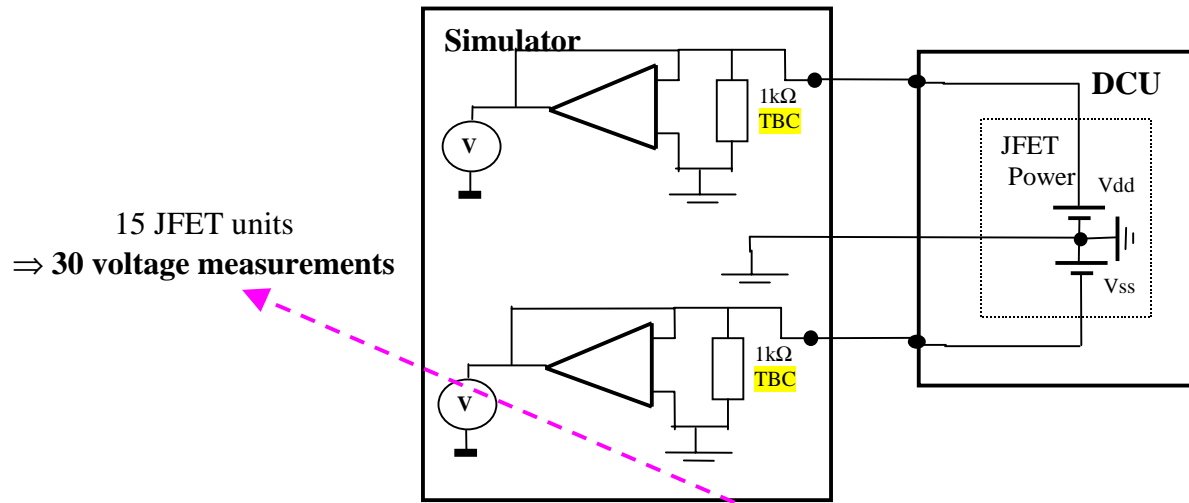 Simulator
1kΩ
TBC
V
DCU
JFET
Power
Vdd
Vss
15 JFET units
⇒ 30 voltage measurements
1kΩ
TBC
V